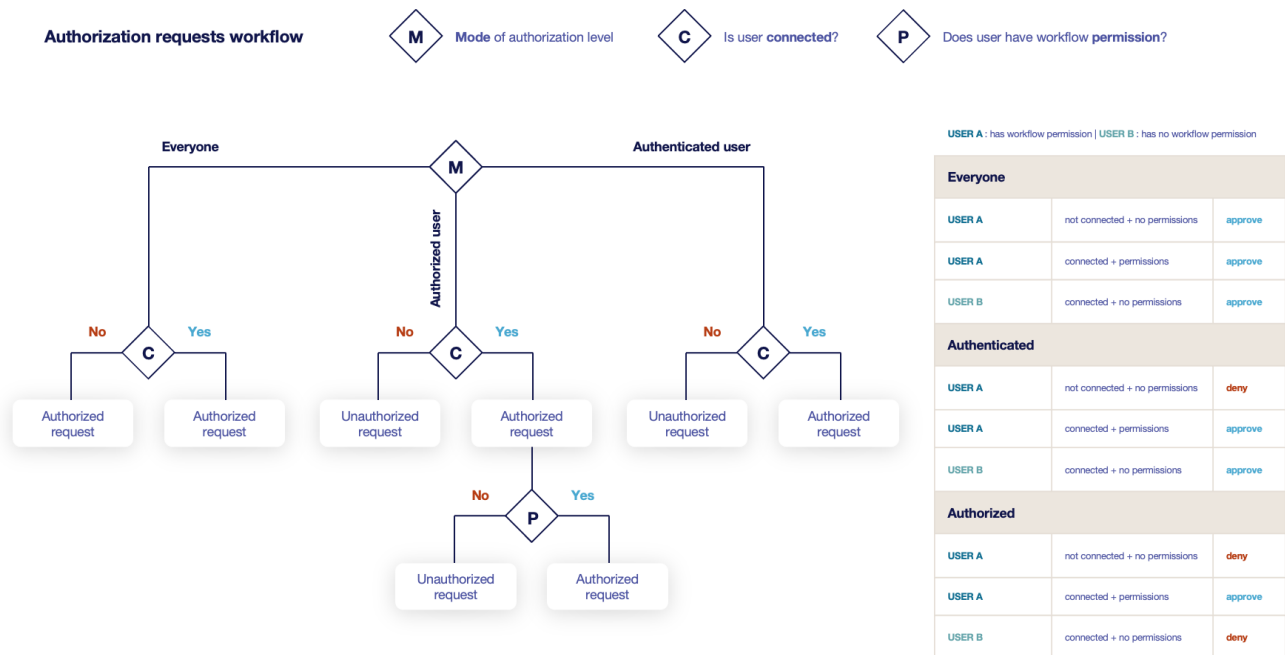 Authorization requests workflow
M Mode of authorization level
C Is user connected?
P Does user have workflow permission?
Everyone
M
Authenticated user
Authorized user
No
C
Yes
Authorized
request
Authorized
request
No
C
Yes
Unauthorized
request
Authorized
request
No
P
Yes
Unauthorized
request
Authorized
request
No
C
Yes
Unauthorized
request
Authorized
request
USER A : has workflow permission | USER B : has no workflow permission
Everyone
USER A not connected + no permissions approve
USER A connected + permissions approve
USER B connected + no permissions approve
Authenticated
USER A not connected + no permissions deny
USER A connected + permissions approve
USER B connected + no permissions approve
Authorized
USER A not connected + no permissions deny
USER A connected + permissions approve
USER B connected + no permissions deny